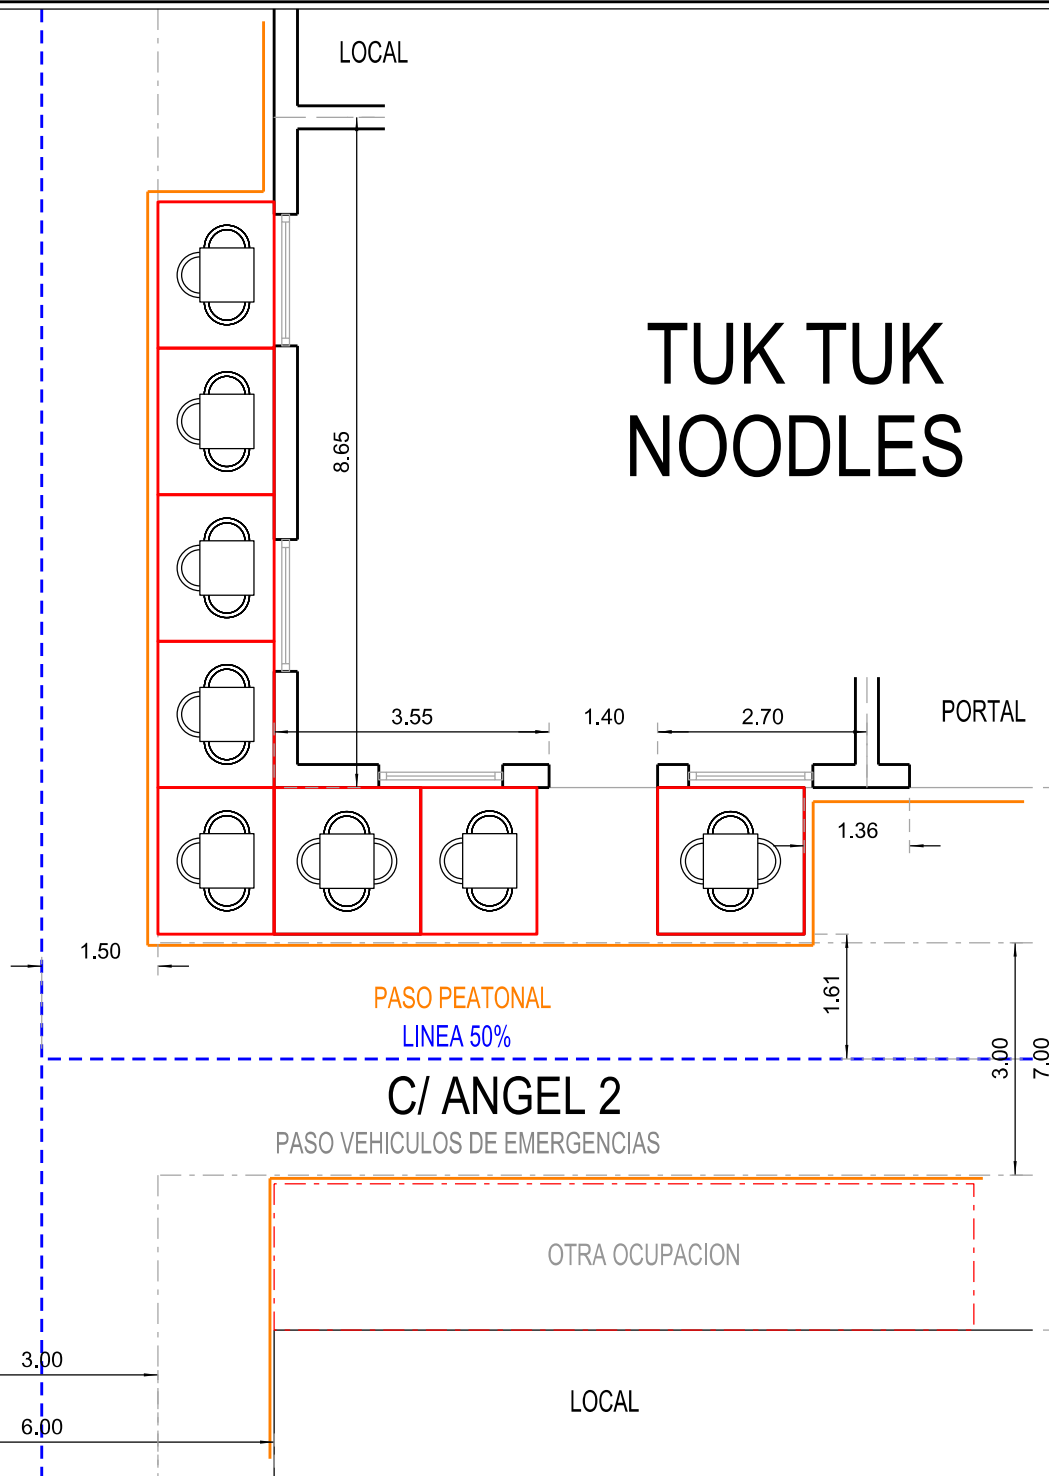 LOCAL
TUK TUK
NOODLES
8.65
3.55
1.40
2.70
PORTAL
1.36
1.50
1.61
PASO PEATONAL
LINEA 50%
3.00
7.00
C/ ANGEL 2
PASO VEHICULOS DE EMERGENCIAS
OTRA OCUPACION
3.00
LOCAL
6.00